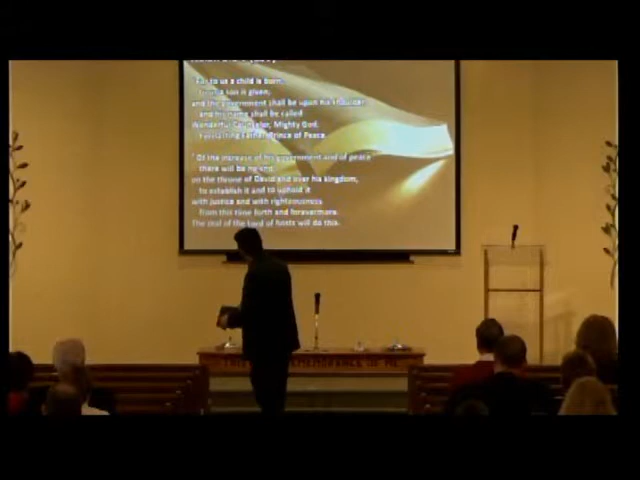 For to us a child is born,
to us a son is given;
and the government shall be upon his shoulder,
and his name shall be called
Wonderful Counselor, Mighty God,
Everlasting Father, Prince of Peace.
Of the increase of his government and of peace
there will be no end,
on the throne of David and over his kingdom,
to establish it and to uphold it
with justice and with righteousness
from this time forth and forevermore.
The zeal of the Lord of hosts will do this.
THIS REMEMBRANCE OF ME